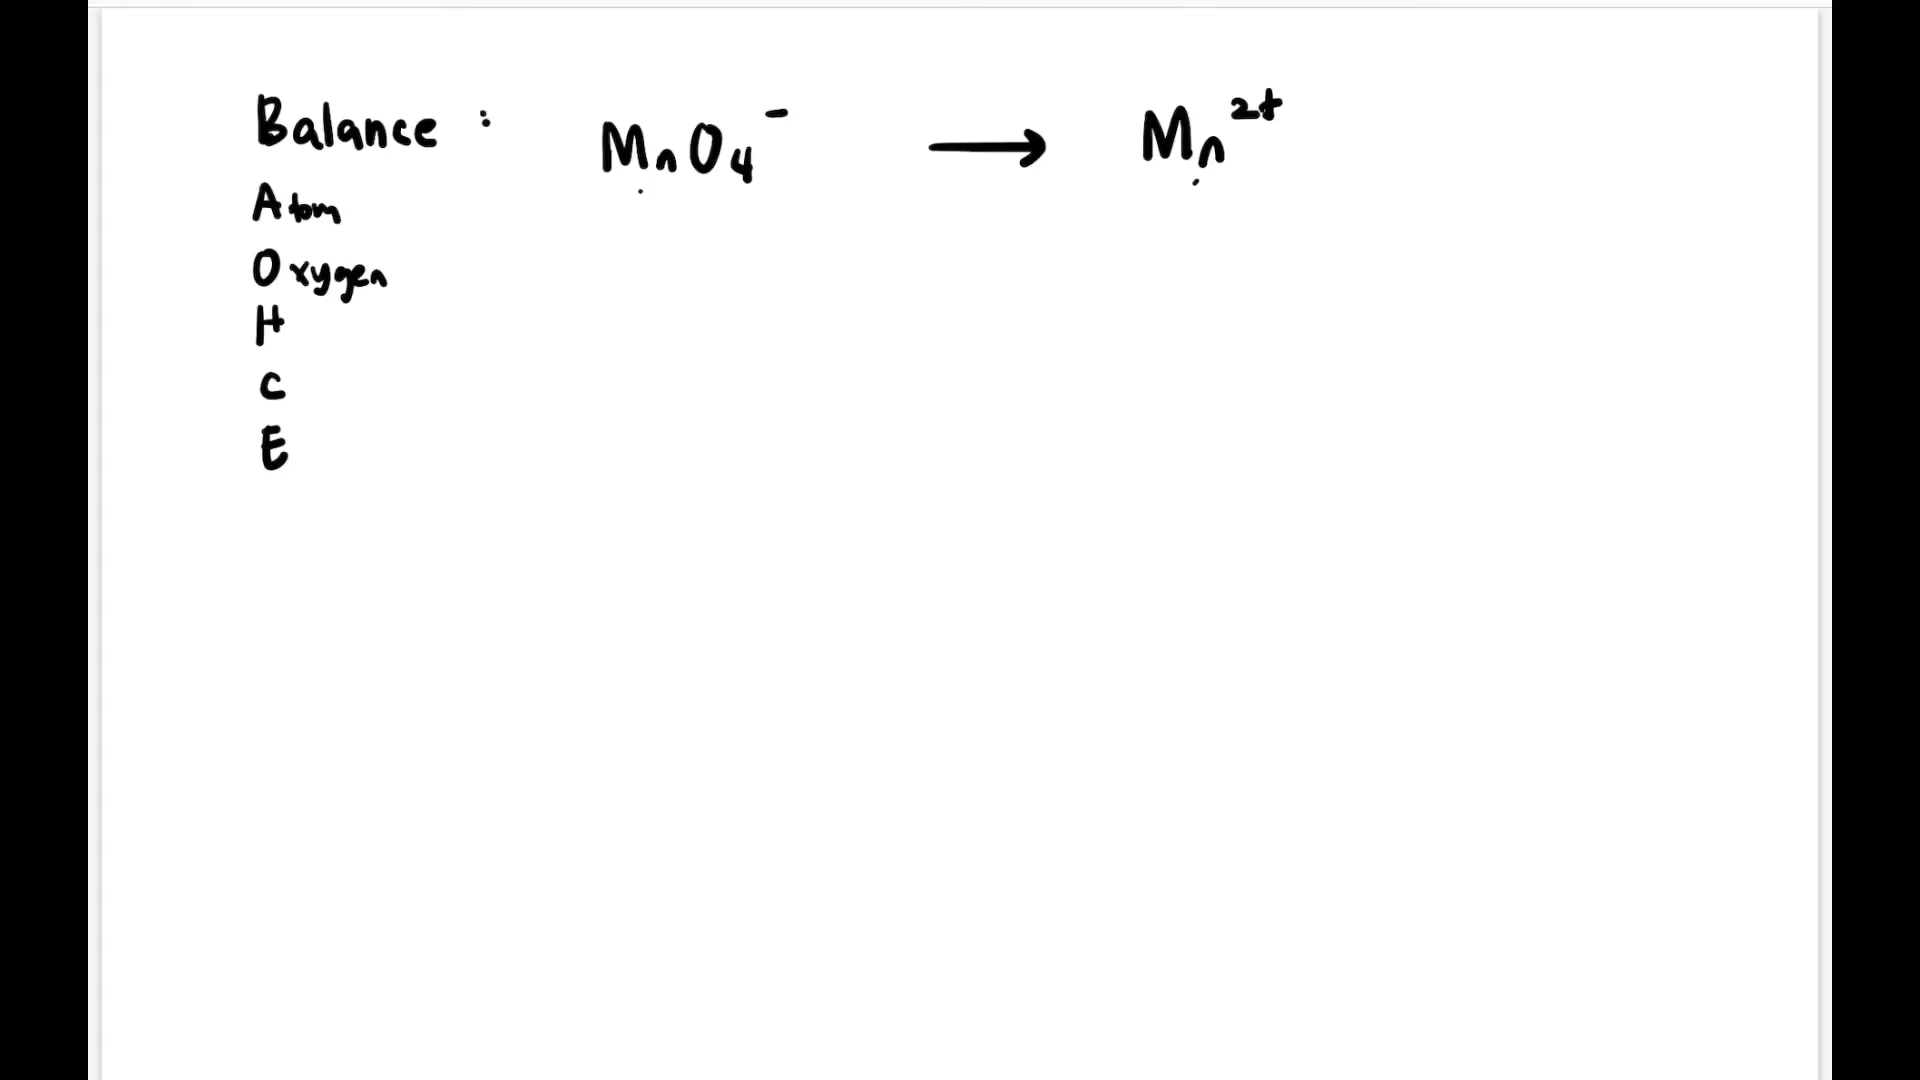 Balance : MnO₄⁻ → Mn²⁺
Atom
Oxygen
H
C
E